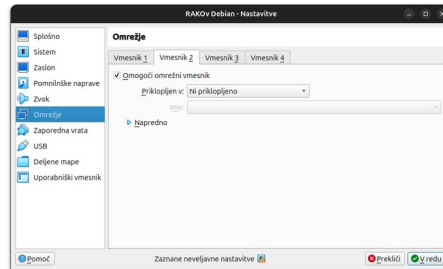 RAKOv Debian - Nastavitve
Splošno
Sistem
Zaslon
Pomnilniške naprave
Zvok
Omrežje
Zaporedna vrata
USB
Deljene mape
Uporabniški vmesnik
Omrežje
Vmesnik 1 Vmesnik 2 Vmesnik 3 Vmesnik 4
Omogoči omrežni vmesnik
Priklopljen v: Ni priklopljeno
Ime:
Napredno
Pomoč
Zaznane neveljavne nastavitve
Prekliči
V redu